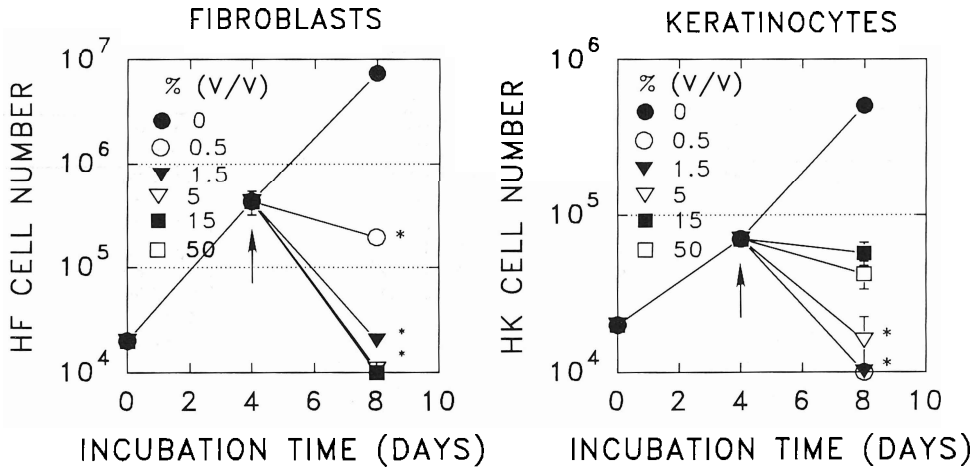 FIBROBLASTS
HF CELL NUMBER
10^7
10^6
10^5
10^4
% (V/V)
0
0.5
1.5
5
15
50
*
*
*
0 2 4 6 8 10
INCUBATION TIME (DAYS)
KERATINOCYTES
HK CELL NUMBER
10^6
10^5
10^4
% (V/V)
0
0.5
1.5
5
15
50
*
*
0 2 4 6 8 10
INCUBATION TIME (DAYS)